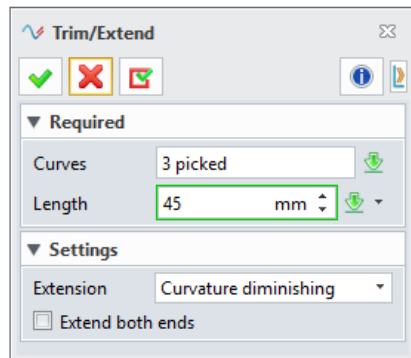 Trim/Extend
Required
Curves 3 picked
Length 45 mm
Settings
Extension Curvature diminishing
Extend both ends